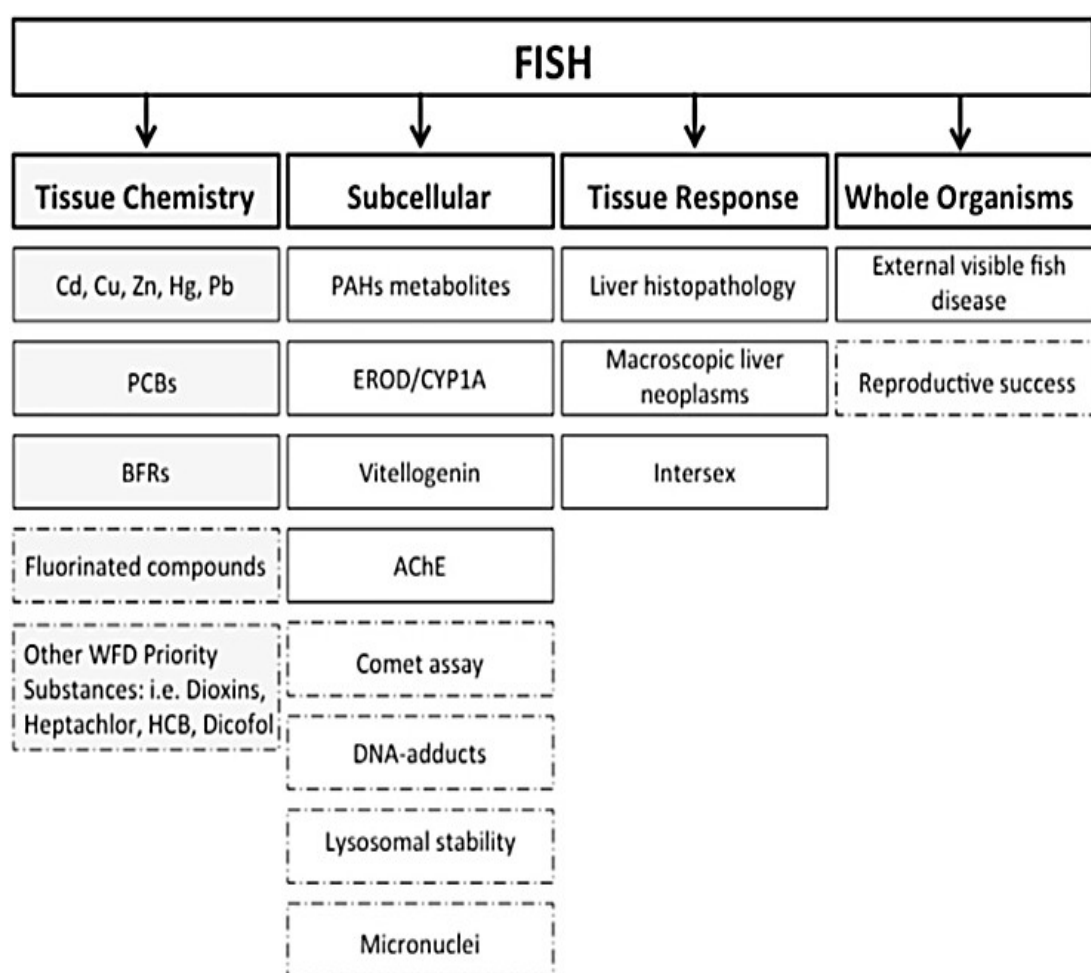 FISH
Tissue Chemistry
Subcellular
Tissue Response
Whole Organisms
Cd, Cu, Zn, Hg, Pb
PAHs metabolites
Liver histopathology
External visible fish
disease
PCBs
EROD/CYP1A
Macroscopic liver
neoplasms
Reproductive success
BFRs
Vitellogenin
Intersex
Fluorinated compounds
AChE
Other WFD Priority
Substances: i.e. Dioxins,
Heptachlor, HCB, Dicofol
Comet assay
DNA-adducts
Lysosomal stability
Micronuclei